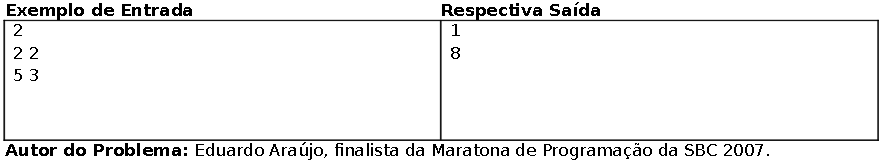 Exemplo de Entrada Respectiva Saída
2 1
2 2 8
5 3
Autor do Problema: Eduardo Araújo, finalista da Maratona de Programação da SBC 2007.